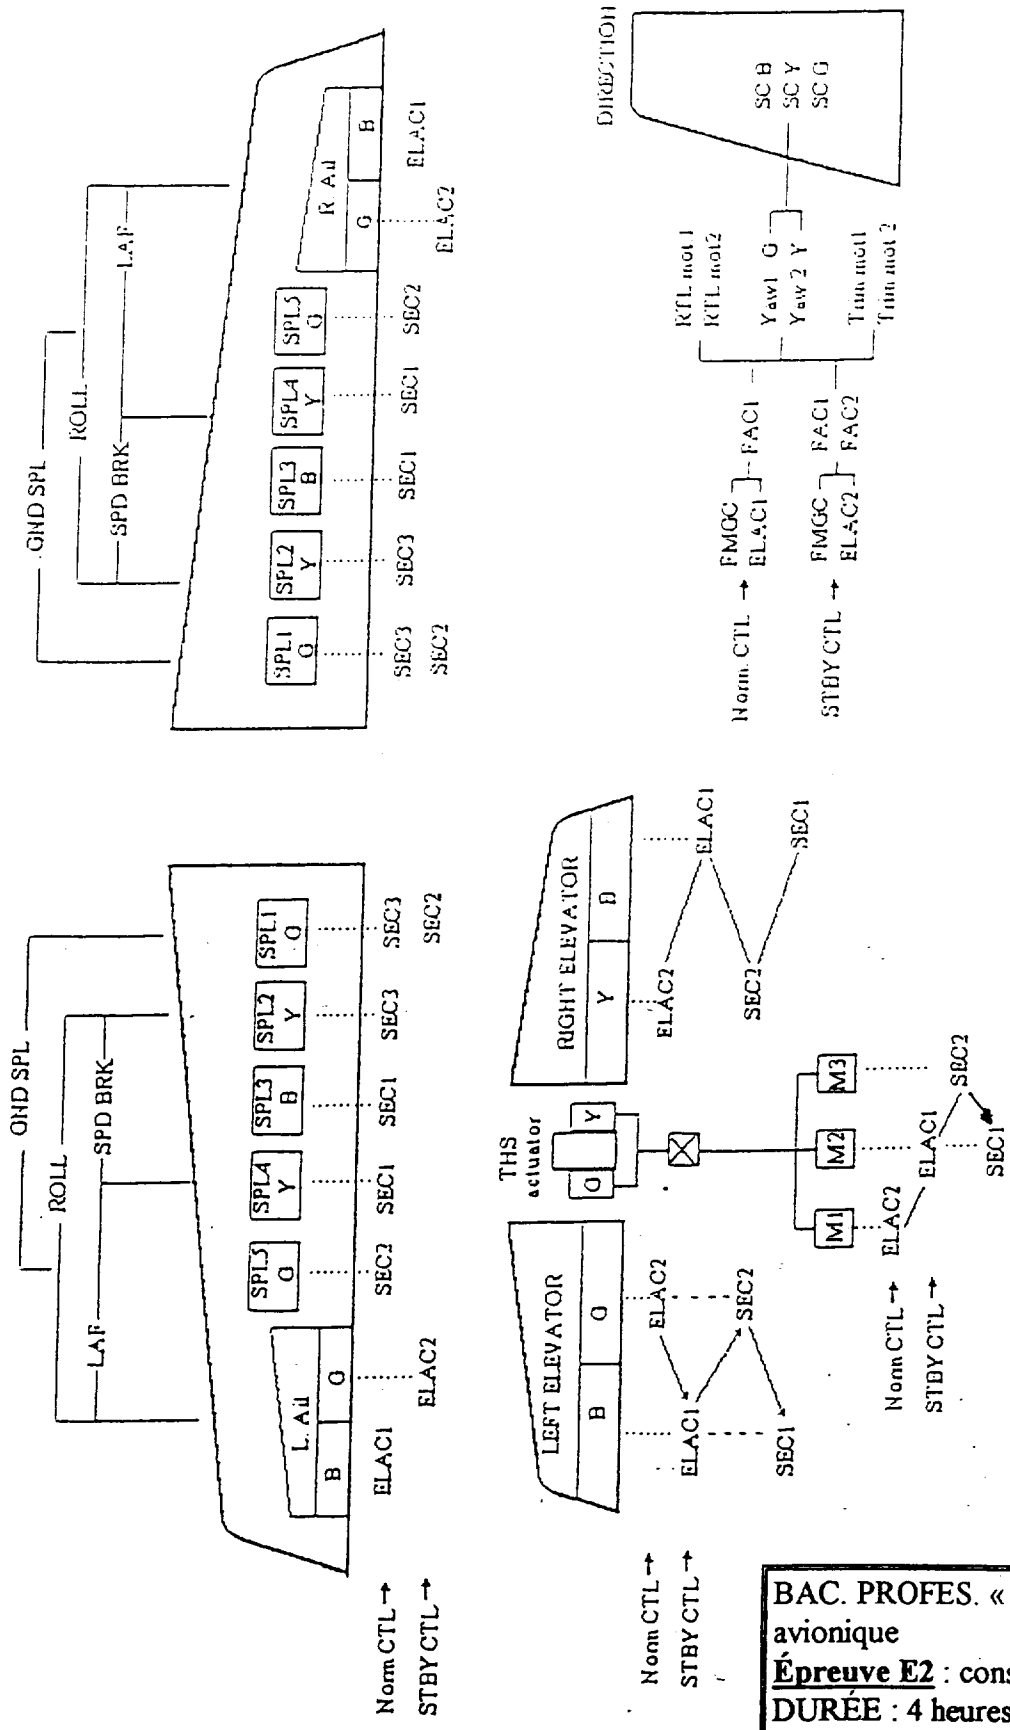 GND SPL
ROLL
SPD BRK
LAF
L. Ail
B G
SPL5 G
SPL4 Y
SPL3 B
SPL2 Y
SPL1 G
Norm CTL → ELAC1 SEC2 SEC1 SEC1 SEC3 SEC3
STBY CTL → ELAC2 SEC2
GND SPL
ROLL
SPD BRK
LAF
SPL1 G
SPL2 Y
SPL3 B
SPL4 Y
SPL5 G
R. Ail
G B
SEC3 SEC3 SEC1 SEC1 SEC2 ELAC1
SEC2 ELAC2
LEFT ELEVATOR
B G
THS
actuator
G Y
RIGHT ELEVATOR
Y B
Norm CTL → ELAC1 ELAC2
STBY CTL → SEC1 SEC2
ELAC2 ELAC1
SEC2 SEC1
M1 M2 M3
Norm CTL → ELAC2 ELAC1 SEC2
STBY CTL → SEC1
DIRECTION
RTL mot 1
RTL mot2
Yaw1 G
Yaw 2 Y
SC B
SC Y
SC G
Trim mot1
Trim mot 2
Norm. CTL → FMGC
ELAC1
FAC1
STBY CTL → FMGC
ELAC2
FAC1
FAC2
BAC. PROFES. «
avionique
Épreuve E2 : cons
DURÉE : 4 heures